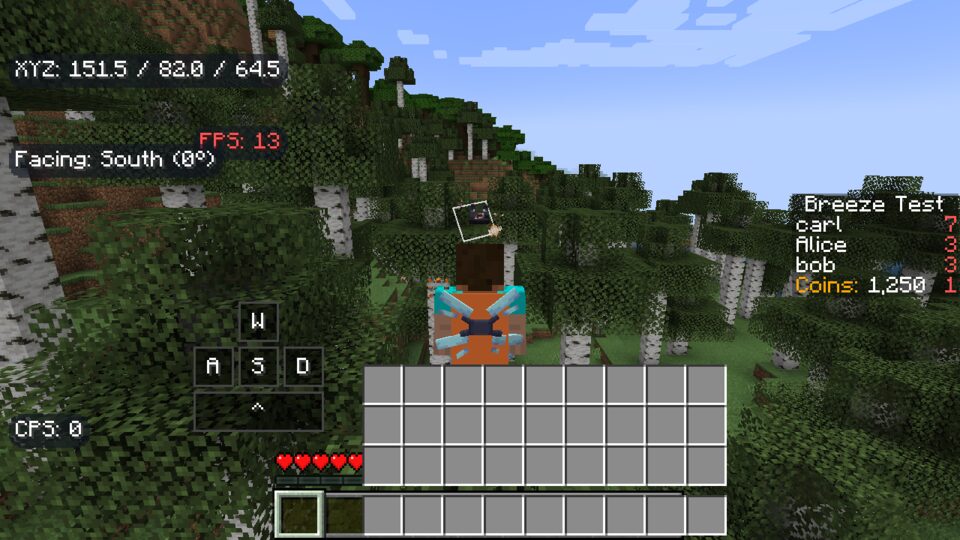 XYZ: 151.5 / 82.0 / 64.5
FPS: 13
Facing: South (0°)
Breeze Test
carl 7
Alice 3
bob 3
Coins: 1,250 1
W
A S D
^
CPS: 0